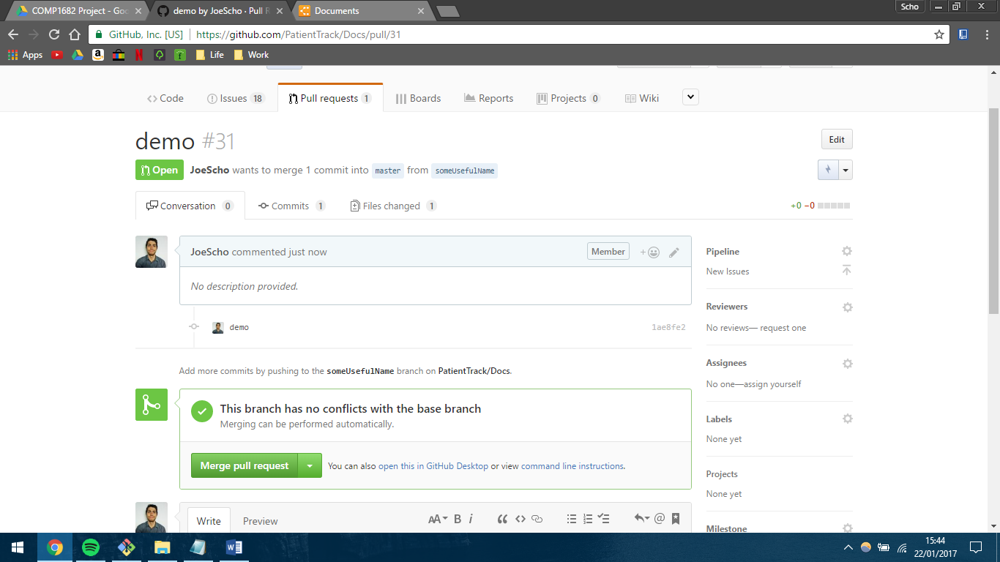 COMP1682 Project - Goo
demo by JoeScho · Pull R
Documents
Scho
GitHub, Inc. [US] https://github.com/PatientTrack/Docs/pull/31
Apps Life Work
Code Issues 18 Pull requests 1 Boards Reports Projects 0 Wiki
demo #31
Edit
Open JoeScho wants to merge 1 commit into master from someUsefulName
Conversation 0 Commits 1 Files changed 1 +0 −0
JoeScho commented just now Member
No description provided.
demo 1ae8fe2
Add more commits by pushing to the someUsefulName branch on PatientTrack/Docs.
This branch has no conflicts with the base branch
Merging can be performed automatically.
Merge pull request You can also open this in GitHub Desktop or view command line instructions.
Write Preview AA B i
Pipeline
New Issues
Reviewers
No reviews— request one
Assignees
No one—assign yourself
Labels
None yet
Projects
None yet
Milestone
15:44
22/01/2017